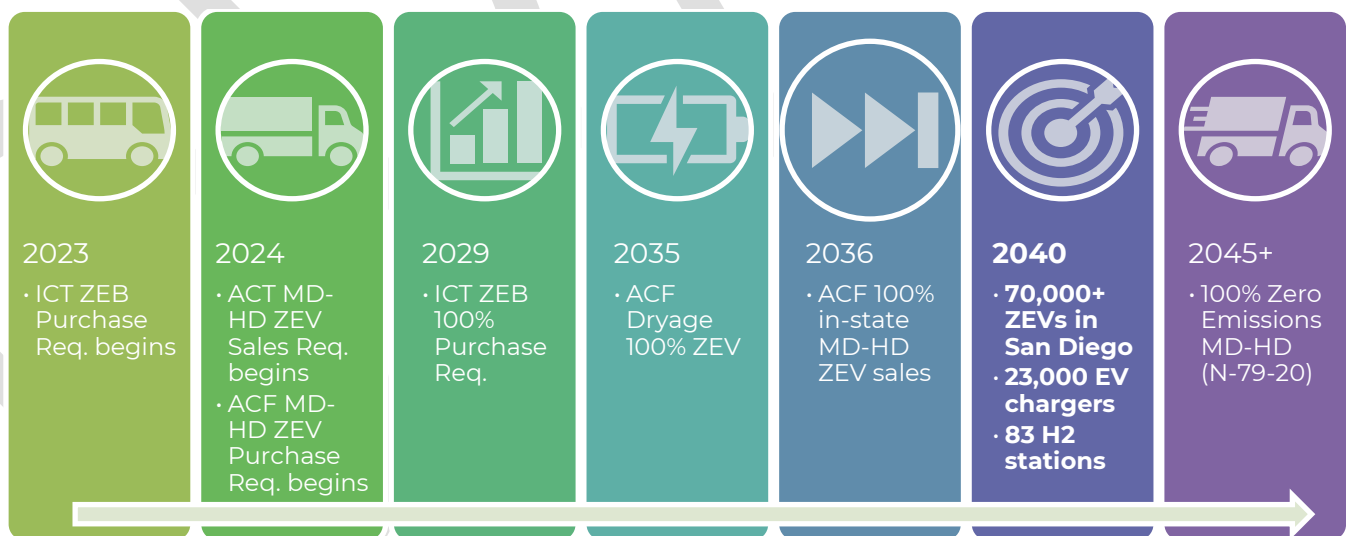 2023
· ICT ZEB
Purchase
Req. begins
2024
· ACT MD-
HD ZEV
Sales Req.
begins
· ACF MD-
HD ZEV
Purchase
Req. begins
2029
· ICT ZEB
100%
Purchase
Req.
2035
· ACF
Dryage
100% ZEV
2036
· ACF 100%
in-state
MD-HD
ZEV sales
2040
· 70,000+
ZEVs in
San Diego
· 23,000 EV
chargers
· 83 H2
stations
2045+
· 100% Zero
Emissions
MD-HD
(N-79-20)